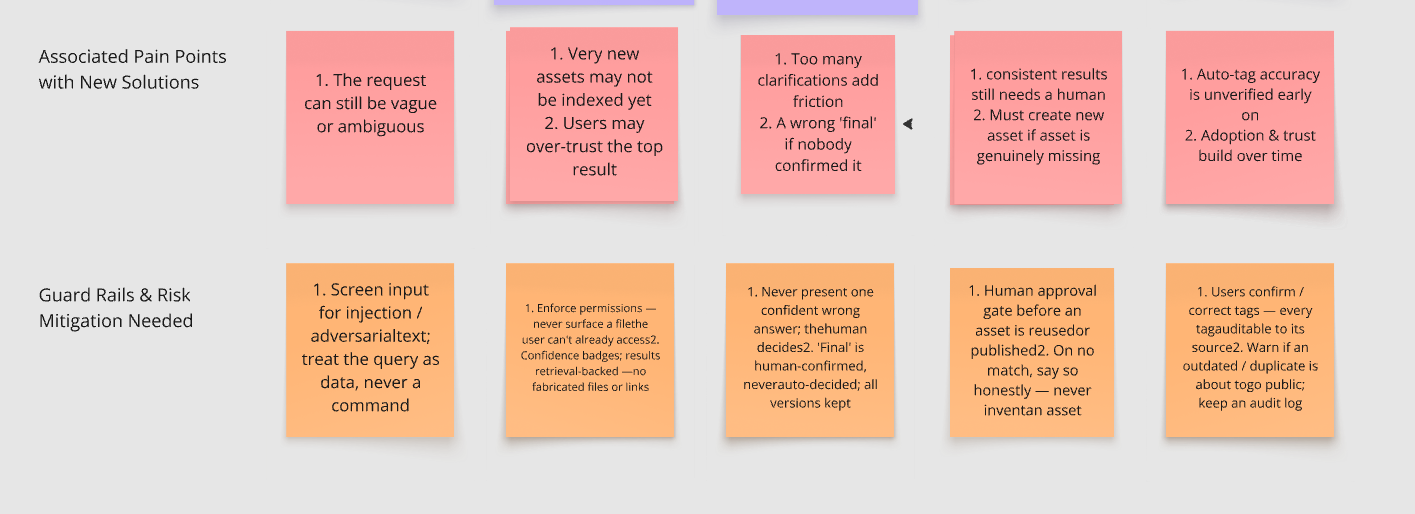 Associated Pain Points
with New Solutions
1. The request
can still be vague
or ambiguous
1. Very new
assets may not
be indexed yet
2. Users may
over-trust the top
result
1. Too many
clarifications add
friction
2. A wrong 'final'
if nobody
confirmed it
1. consistent results
still needs a human
2. Must create new
asset if asset is
genuinely missing
1. Auto-tag accuracy
is unverified early
on
2. Adoption & trust
build over time
Guard Rails & Risk
Mitigation Needed
1. Screen input
for injection /
adversarialtext;
treat the query as
data, never a
command
1. Enforce permissions —
never surface a filethe
user can't already access2.
Confidence badges; results
retrieval-backed —no
fabricated files or links
1. Never present one
confident wrong
answer; thehuman
decides2. 'Final' is
human-confirmed,
neverauto-decided; all
versions kept
1. Human approval
gate before an
asset is reusedor
published2. On no
match, say so
honestly — never
inventan asset
1. Users confirm /
correct tags — every
tagauditable to its
source2. Warn if an
outdated / duplicate is
about togo public;
keep an audit log